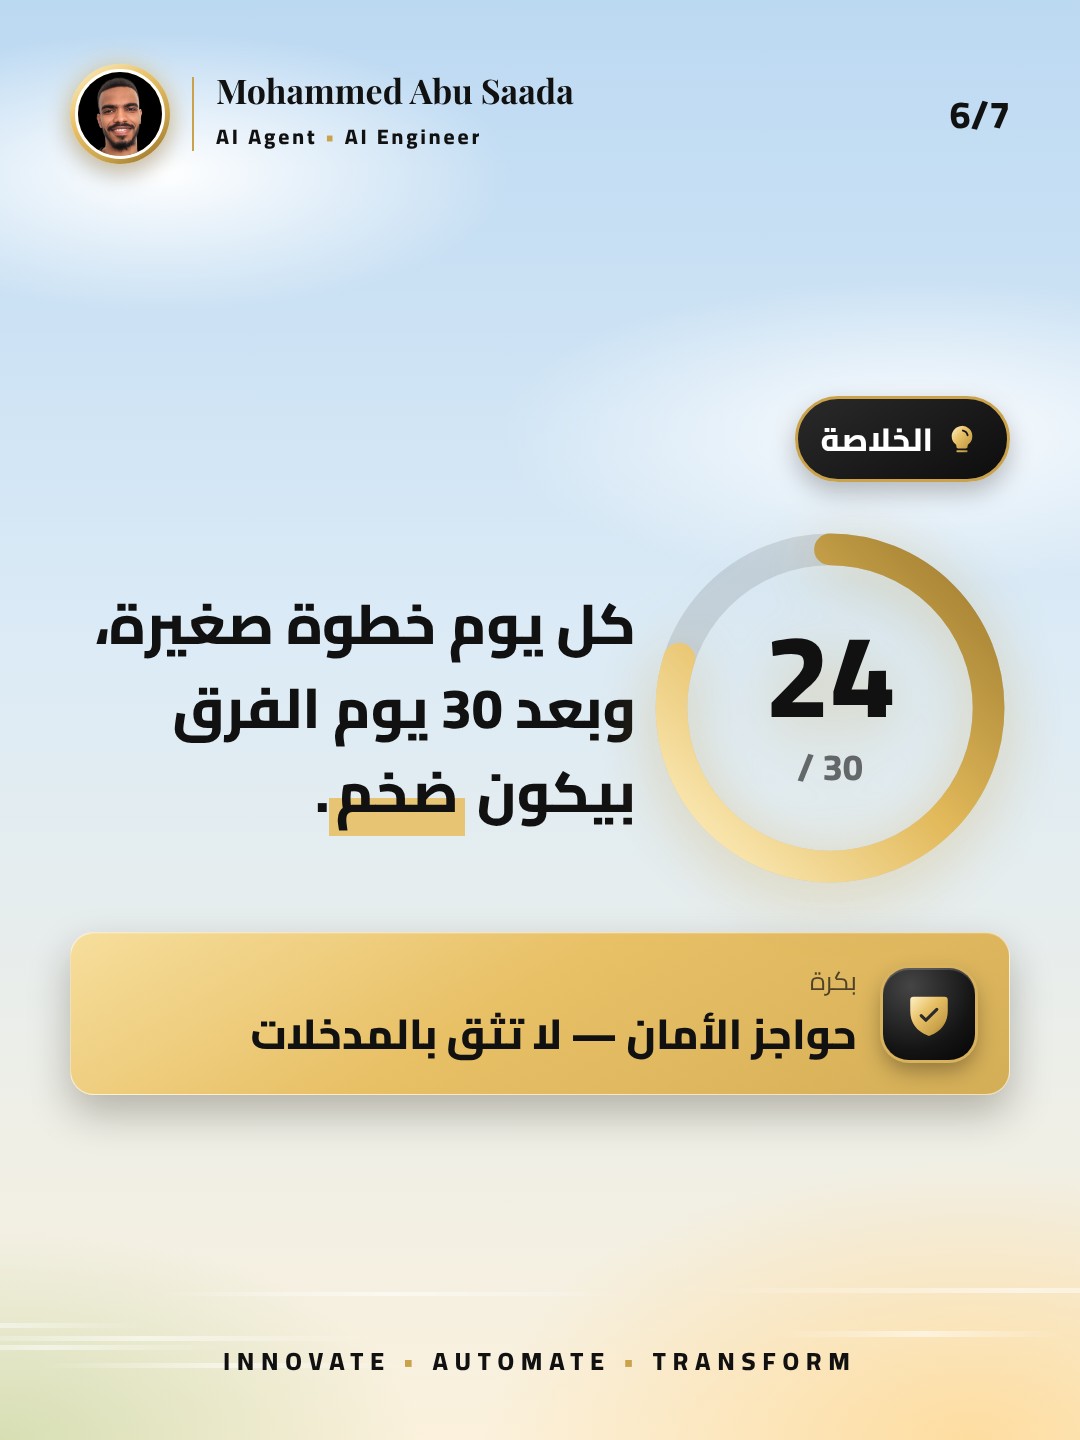 Mohammed Abu Saada
AI Agent ▪ AI Engineer
6/7
الخلاصة
24
/ 30
كل يوم خطوة صغيرة،
وبعد 30 يوم الفرق
بيكون ضخم.
بكرة
حواجز الأمان — لا تثق بالمدخلات
INNOVATE ▪ AUTOMATE ▪ TRANSFORM